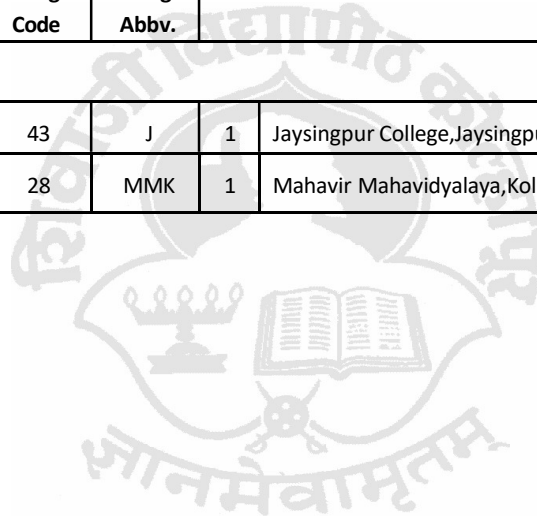 Code Abbv.
43 J 1 Jaysingpur College,Jaysingpu
28 MMK 1 Mahavir Mahavidyalaya,Kol
शिवाजी विद्यापीठ कोल्हापूर
ज्ञानमेवामृतम्